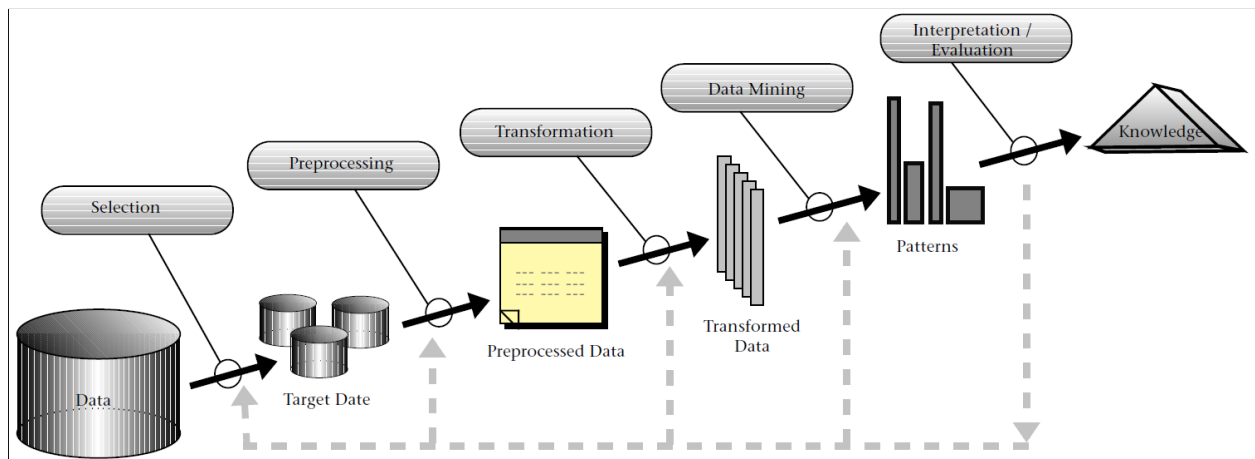 Interpretation /
Evaluation
Data Mining
Transformation
Preprocessing
Selection
Knowledge
Patterns
Transformed
Data
Preprocessed Data
Target Date
Data